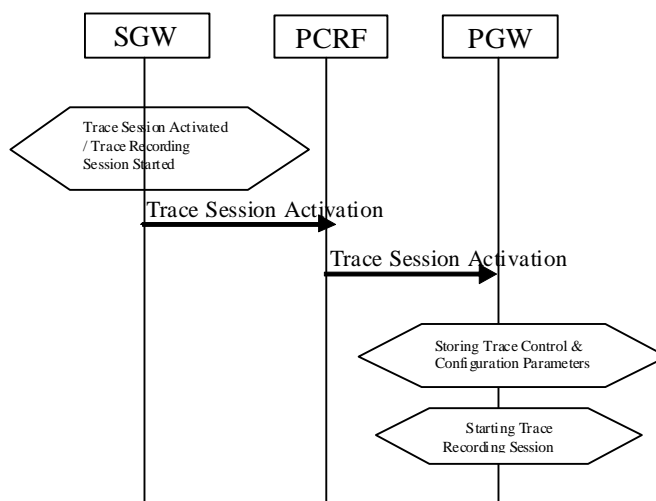 SGW
PCRF
PGW
Trace Session Activated
/ Trace Recording
Session Started
Trace Session Activation
Trace Session Activation
Storing Trace Control &
Configuration Parameters
Starting Trace
Recording Session